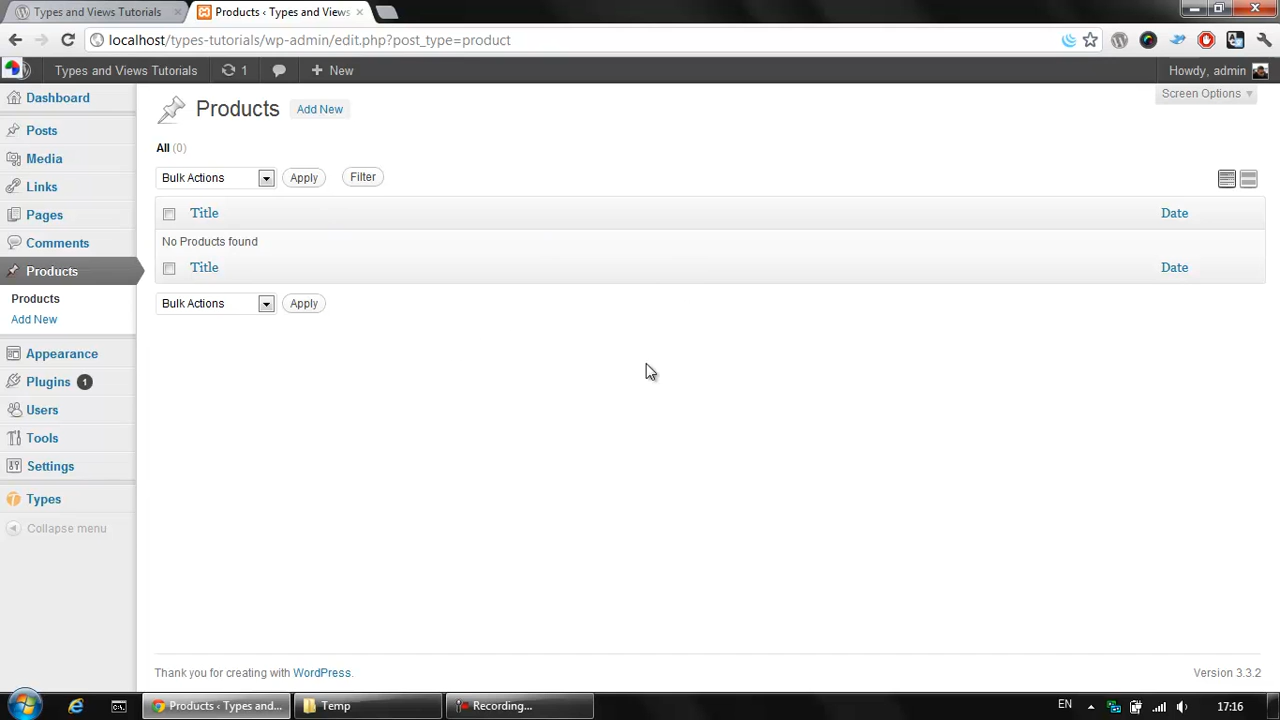 Types and Views Tutorials
Products ‹ Types and Views
localhost/types-tutorials/wp-admin/edit.php?post_type=product
Types and Views Tutorials 1 + New Howdy, admin
Dashboard
Posts
Media
Links
Pages
Comments
Products
Products
Add New
Appearance
Plugins 1
Users
Tools
Settings
Types
Collapse menu
Screen Options
Products Add New
All (0)
Bulk Actions Apply Filter
Title Date
No Products found
Title Date
Bulk Actions Apply
Thank you for creating with WordPress. Version 3.3.2
Products ‹ Types and... Temp Recording... EN 17:16